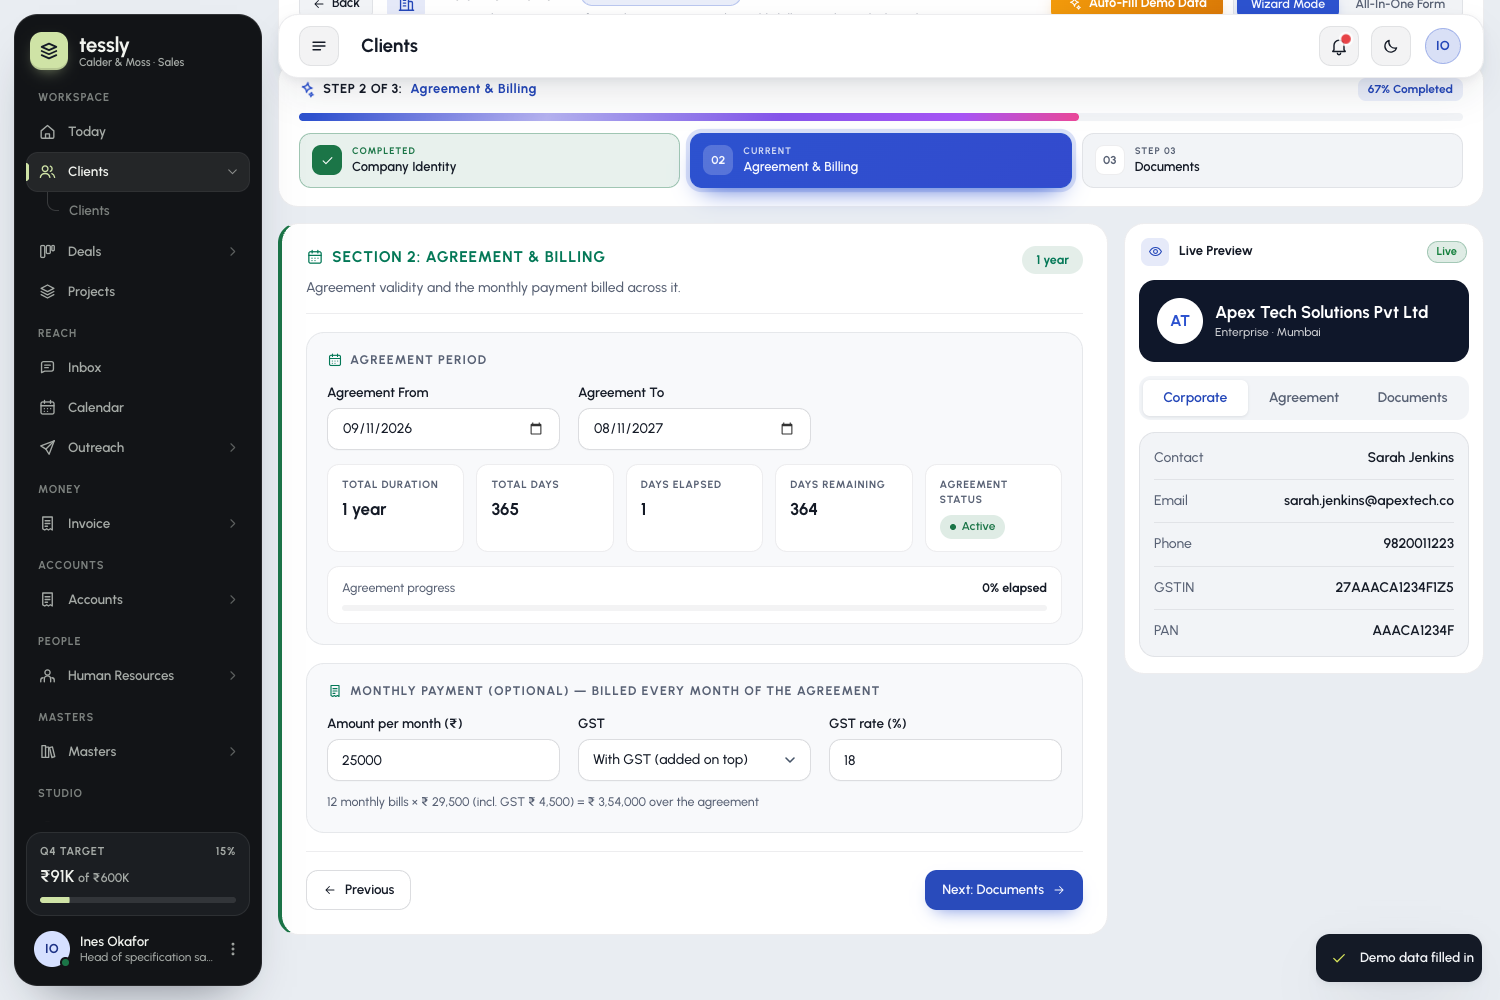 tessly
Calder & Moss · Sales
WORKSPACE
Today
Clients
Clients
Deals
Projects
REACH
Inbox
Calendar
Outreach
MONEY
Invoice
ACCOUNTS
Accounts
PEOPLE
Human Resources
MASTERS
Masters
STUDIO
Q4 TARGET 15%
₹91K of ₹600K
IO
Ines Okafor
Head of specification sa...
Back
Auto-Fill Demo Data
Wizard Mode
All-In-One Form
Clients
IO
STEP 2 OF 3: Agreement & Billing
67% Completed
COMPLETED
Company Identity
02
CURRENT
Agreement & Billing
03
STEP 03
Documents
SECTION 2: AGREEMENT & BILLING
1 year
Agreement validity and the monthly payment billed across it.
AGREEMENT PERIOD
Agreement From
09/11/2026
Agreement To
08/11/2027
TOTAL DURATION
1 year
TOTAL DAYS
365
DAYS ELAPSED
1
DAYS REMAINING
364
AGREEMENT
STATUS
Active
Agreement progress
0% elapsed
MONTHLY PAYMENT (OPTIONAL) — BILLED EVERY MONTH OF THE AGREEMENT
Amount per month (₹)
25000
GST
With GST (added on top)
GST rate (%)
18
12 monthly bills × ₹ 29,500 (incl. GST ₹ 4,500) = ₹ 3,54,000 over the agreement
Previous
Next: Documents
Live Preview
Live
AT
Apex Tech Solutions Pvt Ltd
Enterprise · Mumbai
Corporate
Agreement
Documents
Contact Sarah Jenkins
Email sarah.jenkins@apextech.co
Phone 9820011223
GSTIN 27AAACA1234F1Z5
PAN AAACA1234F
Demo data filled in